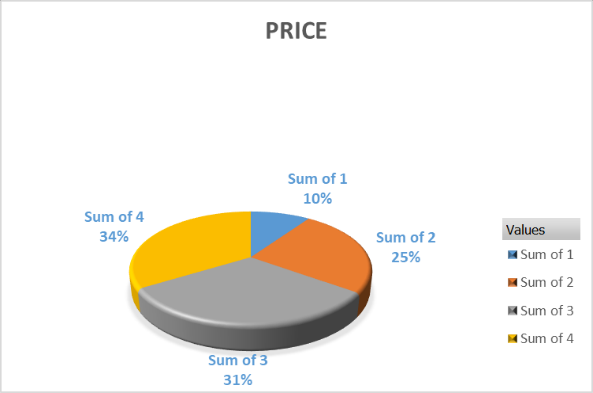 PRICE
Sum of 1
10%
Sum of 2
25%
Sum of 4
34%
Sum of 3
31%
Values
Sum of 1
Sum of 2
Sum of 3
Sum of 4